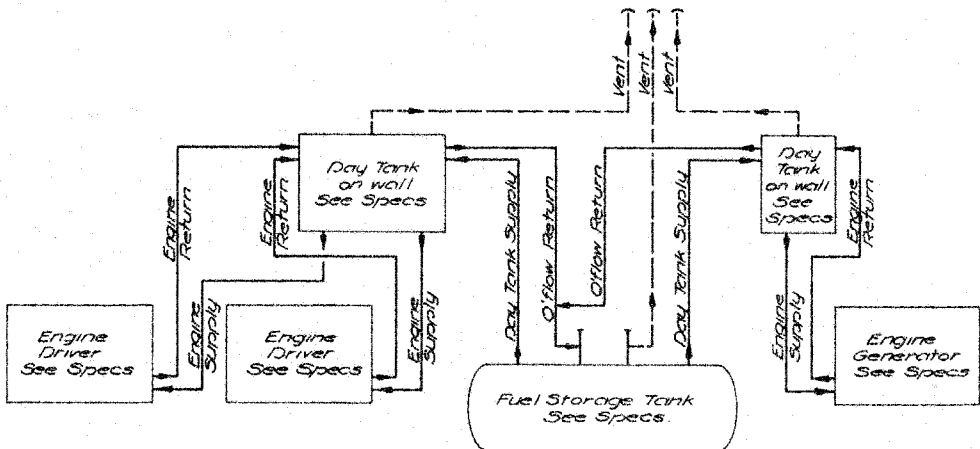 Vent
Vent
Vent
Day Tank
on wall
See Specs
Day
Tank
on wall
See
Specs
Engine
Return
Engine
Return
Day Tank Supply
O'flow Return
O'flow Return
Day Tank Supply
Engine
Return
Engine
Supply
Engine
Supply
Engine
Supply
Engine
Driver
See Specs
Engine
Driver
See Specs
Engine
Generator
See Specs
Fuel Storage Tank
See Specs.